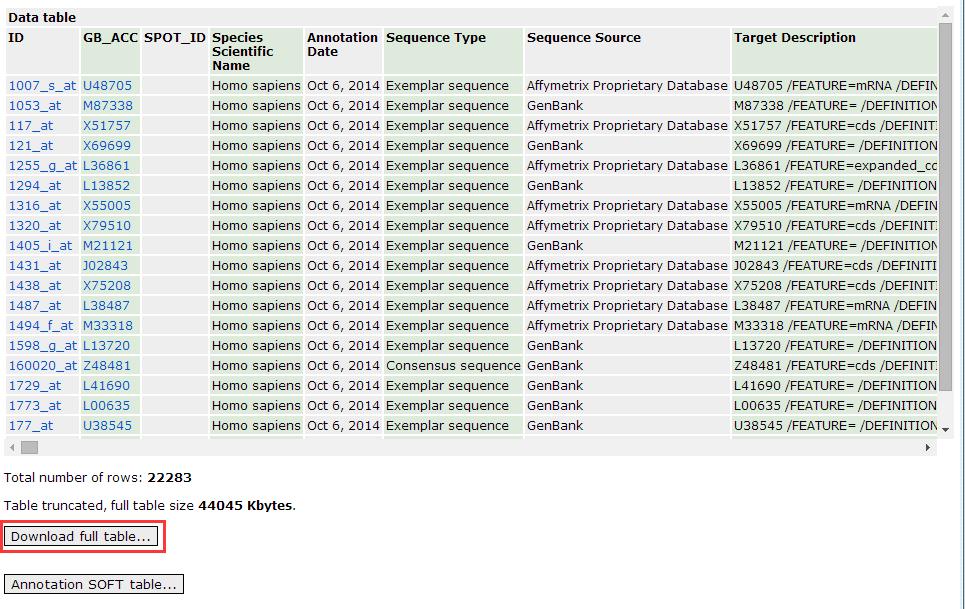 Data table
ID GB_ACC SPOT_ID Species Scientific Name Annotation Date Sequence Type Sequence Source Target Description
1007_s_at U48705 Homo sapiens Oct 6, 2014 Exemplar sequence Affymetrix Proprietary Database U48705 /FEATURE=mRNA /DEFIN
1053_at M87338 Homo sapiens Oct 6, 2014 Exemplar sequence GenBank M87338 /FEATURE= /DEFINITION
117_at X51757 Homo sapiens Oct 6, 2014 Exemplar sequence Affymetrix Proprietary Database X51757 /FEATURE=cds /DEFINIT
121_at X69699 Homo sapiens Oct 6, 2014 Exemplar sequence GenBank X69699 /FEATURE= /DEFINITION
1255_g_at L36861 Homo sapiens Oct 6, 2014 Exemplar sequence Affymetrix Proprietary Database L36861 /FEATURE=expanded_cd
1294_at L13852 Homo sapiens Oct 6, 2014 Exemplar sequence GenBank L13852 /FEATURE= /DEFINITION
1316_at X55005 Homo sapiens Oct 6, 2014 Exemplar sequence Affymetrix Proprietary Database X55005 /FEATURE=mRNA /DEFIN
1320_at X79510 Homo sapiens Oct 6, 2014 Exemplar sequence Affymetrix Proprietary Database X79510 /FEATURE=cds /DEFINIT
1405_i_at M21121 Homo sapiens Oct 6, 2014 Exemplar sequence GenBank M21121 /FEATURE= /DEFINITION
1431_at J02843 Homo sapiens Oct 6, 2014 Exemplar sequence Affymetrix Proprietary Database J02843 /FEATURE=cds /DEFINITI
1438_at X75208 Homo sapiens Oct 6, 2014 Exemplar sequence Affymetrix Proprietary Database X75208 /FEATURE=cds /DEFINIT
1487_at L38487 Homo sapiens Oct 6, 2014 Exemplar sequence Affymetrix Proprietary Database L38487 /FEATURE=mRNA /DEFIN
1494_f_at M33318 Homo sapiens Oct 6, 2014 Exemplar sequence Affymetrix Proprietary Database M33318 /FEATURE=mRNA /DEFIN
1598_g_at L13720 Homo sapiens Oct 6, 2014 Exemplar sequence GenBank L13720 /FEATURE= /DEFINITION
160020_at Z48481 Homo sapiens Oct 6, 2014 Consensus sequence GenBank Z48481 /FEATURE=cds /DEFINIT
1729_at L41690 Homo sapiens Oct 6, 2014 Exemplar sequence GenBank L41690 /FEATURE= /DEFINITION
1773_at L00635 Homo sapiens Oct 6, 2014 Exemplar sequence GenBank L00635 /FEATURE= /DEFINITION
177_at U38545 Homo sapiens Oct 6, 2014 Exemplar sequence GenBank U38545 /FEATURE= /DEFINITION
Total number of rows: 22283
Table truncated, full table size 44045 Kbytes.
Download full table...
Annotation SOFT table...